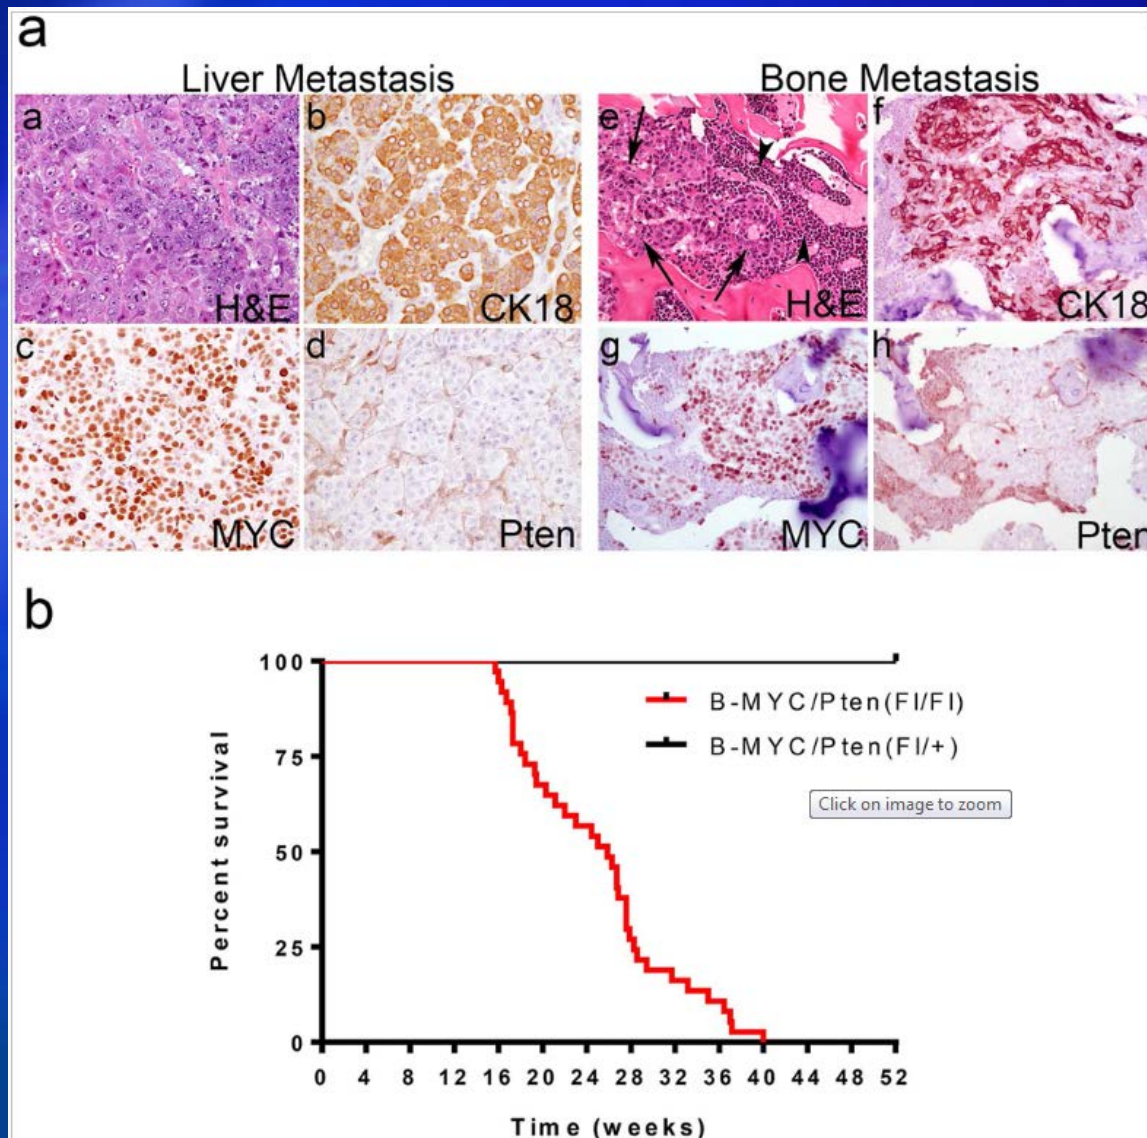 a
Liver Metastasis
Bone Metastasis
a
H&E
b
CK18
e
H&E
f
CK18
c
MYC
d
Pten
g
MYC
h
Pten
b
100
75
50
25
0
Percent survival
B-MYC/Pten(Fl/Fl)
B-MYC/Pten(Fl/+)
Click on image to zoom
0 4 8 12 16 20 24 28 32 36 40 44 48 52
Time (weeks)